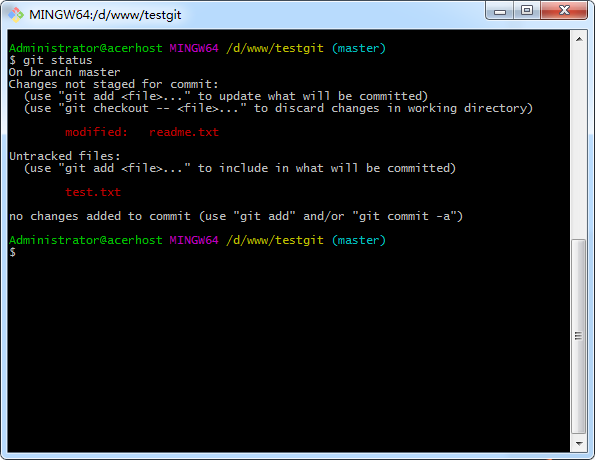 MINGW64:/d/www/testgit
Administrator@acerhost MINGW64 /d/www/testgit (master)
$ git status
On branch master
Changes not staged for commit:
  (use "git add <file>..." to update what will be committed)
  (use "git checkout -- <file>..." to discard changes in working directory)
        modified:   readme.txt
Untracked files:
  (use "git add <file>..." to include in what will be committed)
        test.txt
no changes added to commit (use "git add" and/or "git commit -a")
Administrator@acerhost MINGW64 /d/www/testgit (master)
$